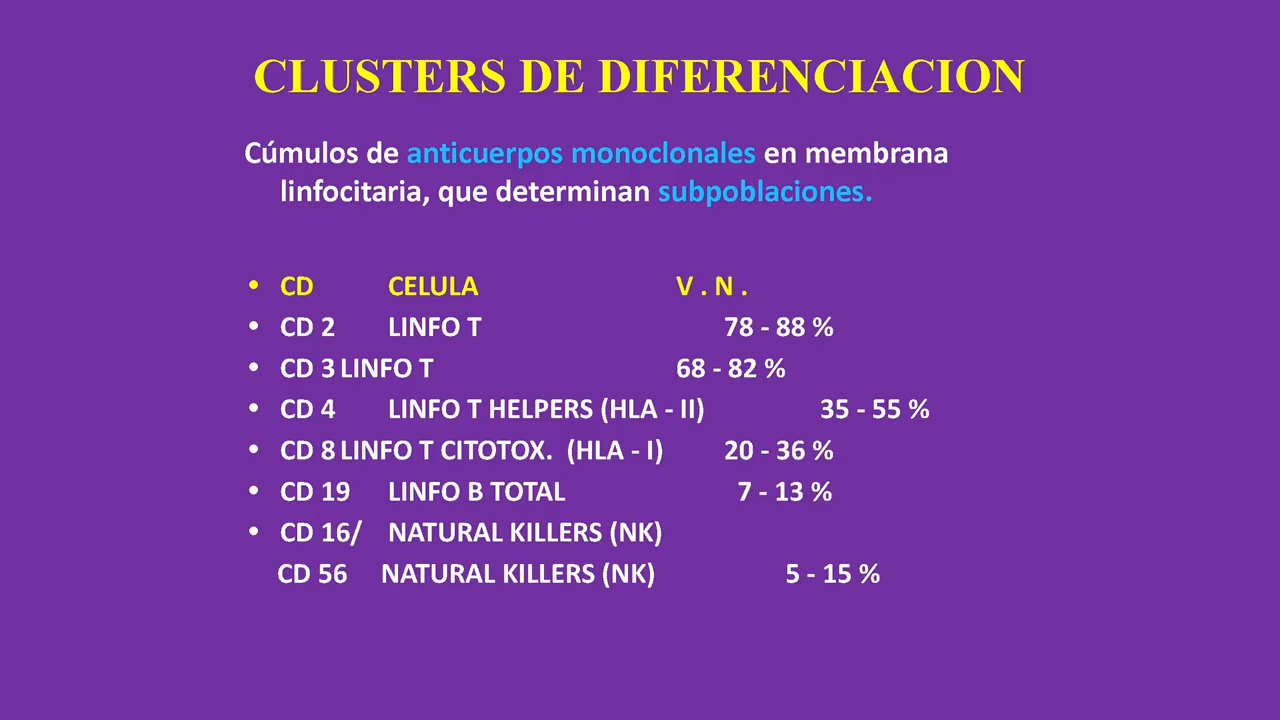 CLUSTERS DE DIFERENCIACION
Cúmulos de anticuerpos monoclonales en membrana
linfocitaria, que determinan subpoblaciones.
• CD CELULA V . N .
• CD 2 LINFO T 78 - 88 %
• CD 3 LINFO T 68 - 82 %
• CD 4 LINFO T HELPERS (HLA - II) 35 - 55 %
• CD 8 LINFO T CITOTOX. (HLA - I) 20 - 36 %
• CD 19 LINFO B TOTAL 7 - 13 %
• CD 16/ NATURAL KILLERS (NK)
CD 56 NATURAL KILLERS (NK) 5 - 15 %